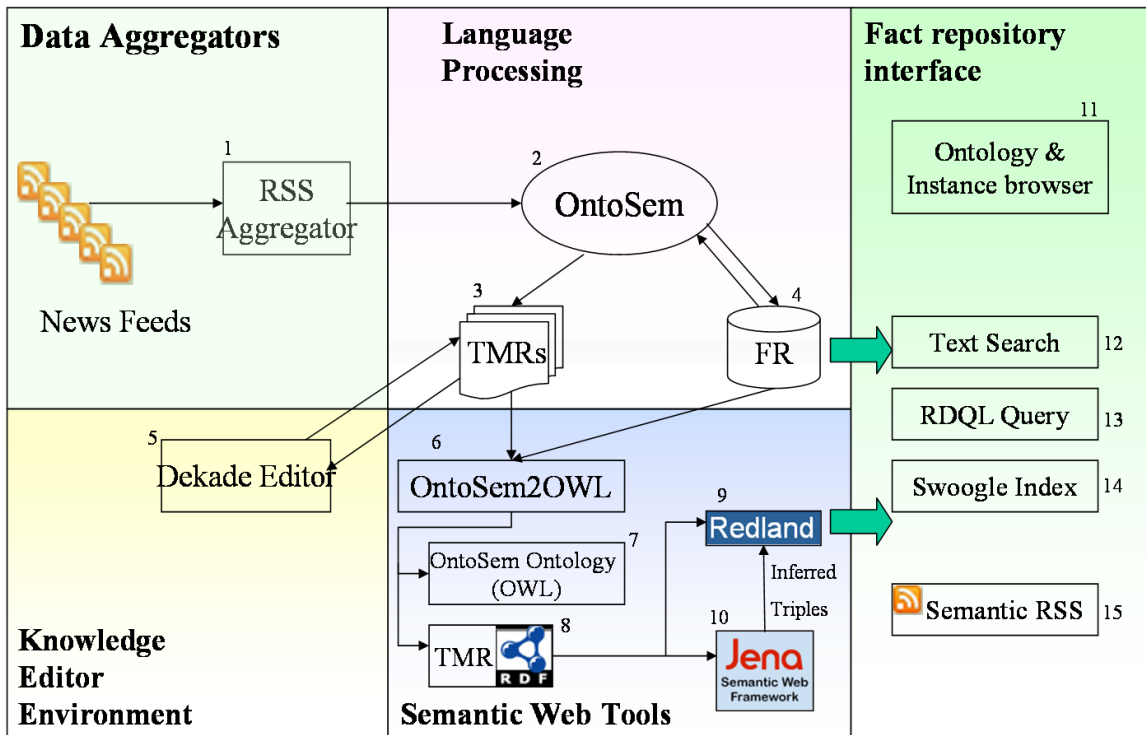 Data Aggregators
1
RSS
Aggregator
News Feeds
Language
Processing
2
OntoSem
3
TMRs
4
FR
Fact repository
interface
11
Ontology &
Instance browser
Text Search
12
RDQL Query
13
Swoogle Index
14
Semantic RSS
15
5
Dekade Editor
Knowledge
Editor
Environment
6
OntoSem2OWL
7
OntoSem Ontology
(OWL)
8
TMR
RDF
9
Redland
Inferred
Triples
10
Jena
Semantic Web
Framework
Semantic Web Tools